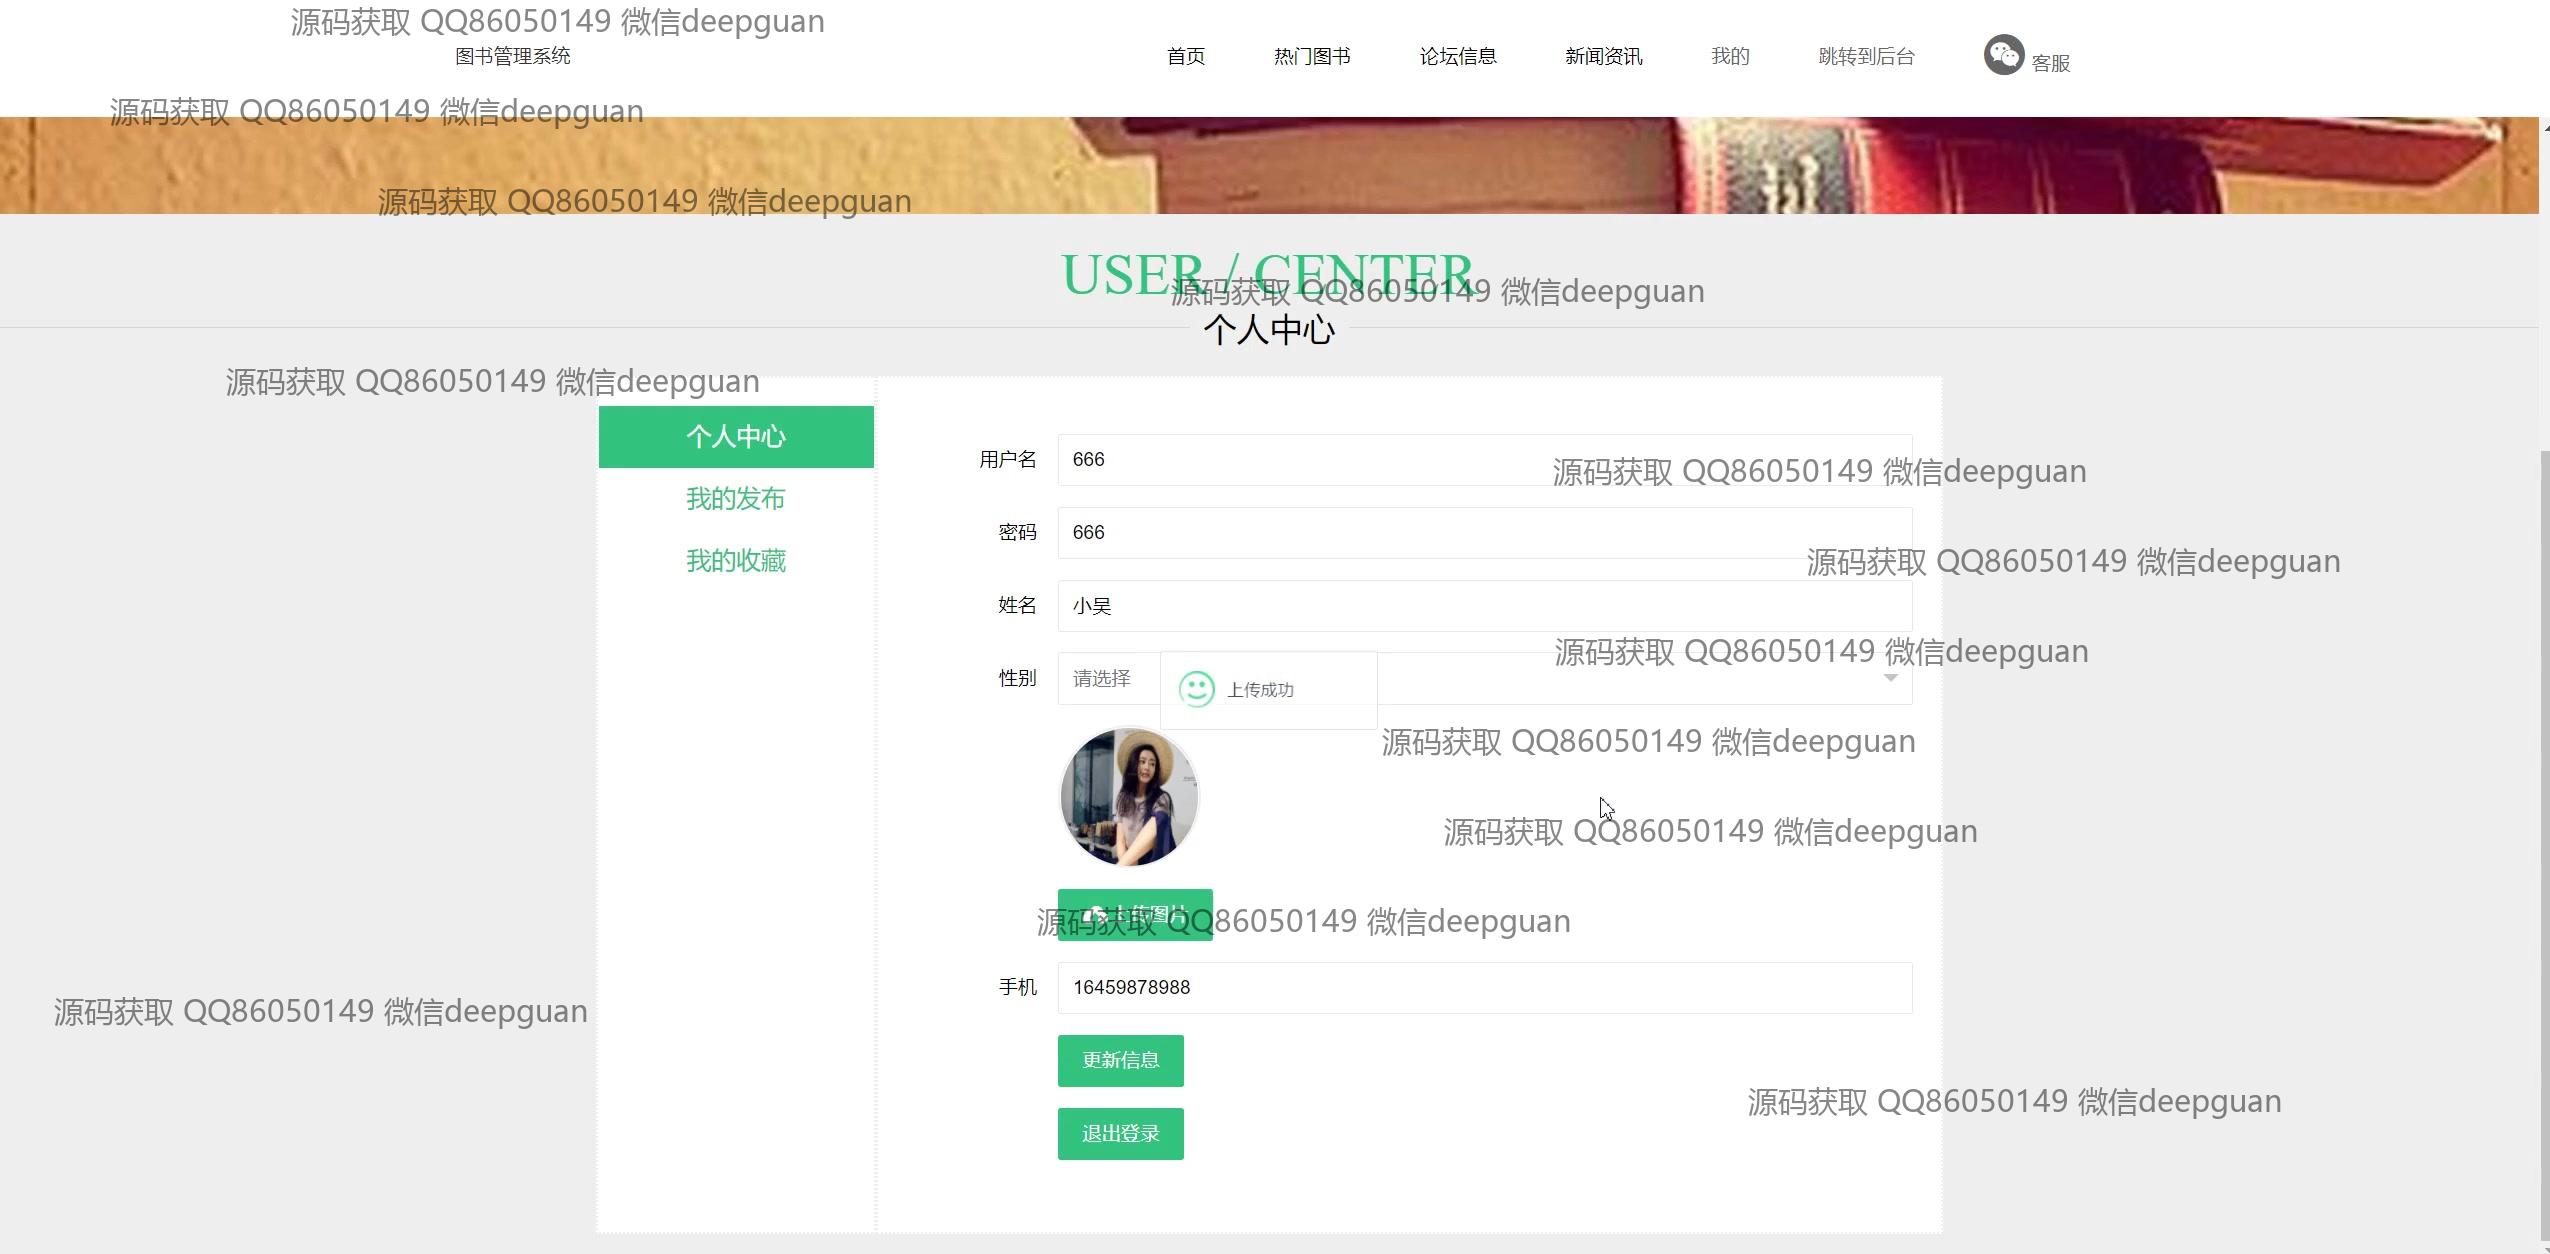 源码获取 QQ86050149 微信deepguan
图书管理系统
首页 热门图书 论坛信息 新闻资讯 我的 跳转到后台 客服
源码获取 QQ86050149 微信deepguan
源码获取 QQ86050149 微信deepguan
USER / CENTER
源码获取 QQ86050149 微信deepguan
个人中心
源码获取 QQ86050149 微信deepguan
个人中心
我的发布
我的收藏
用户名 666
源码获取 QQ86050149 微信deepguan
密码 666
源码获取 QQ86050149 微信deepguan
姓名 小吴
源码获取 QQ86050149 微信deepguan
性别 请选择
上传成功
源码获取 QQ86050149 微信deepguan
源码获取 QQ86050149 微信deepguan
上传图片
源码获取 QQ86050149 微信deepguan
手机 16459878988
源码获取 QQ86050149 微信deepguan
更新信息
源码获取 QQ86050149 微信deepguan
退出登录